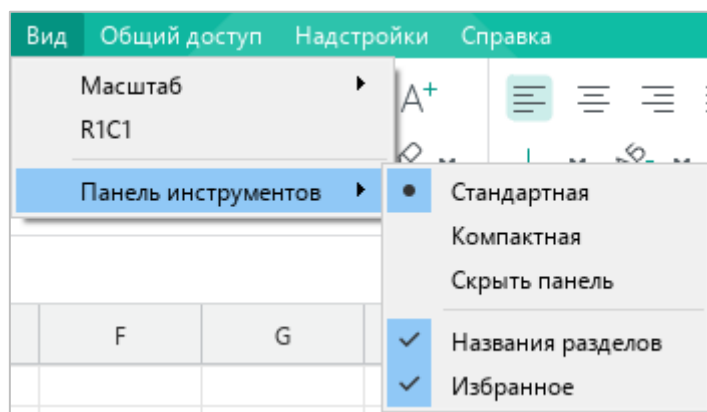 Вид Общий доступ Надстройки Справка
Масштаб
A+
R1C1
Панель инструментов
Стандартная
Компактная
Скрыть панель
F G
Названия разделов
Избранное